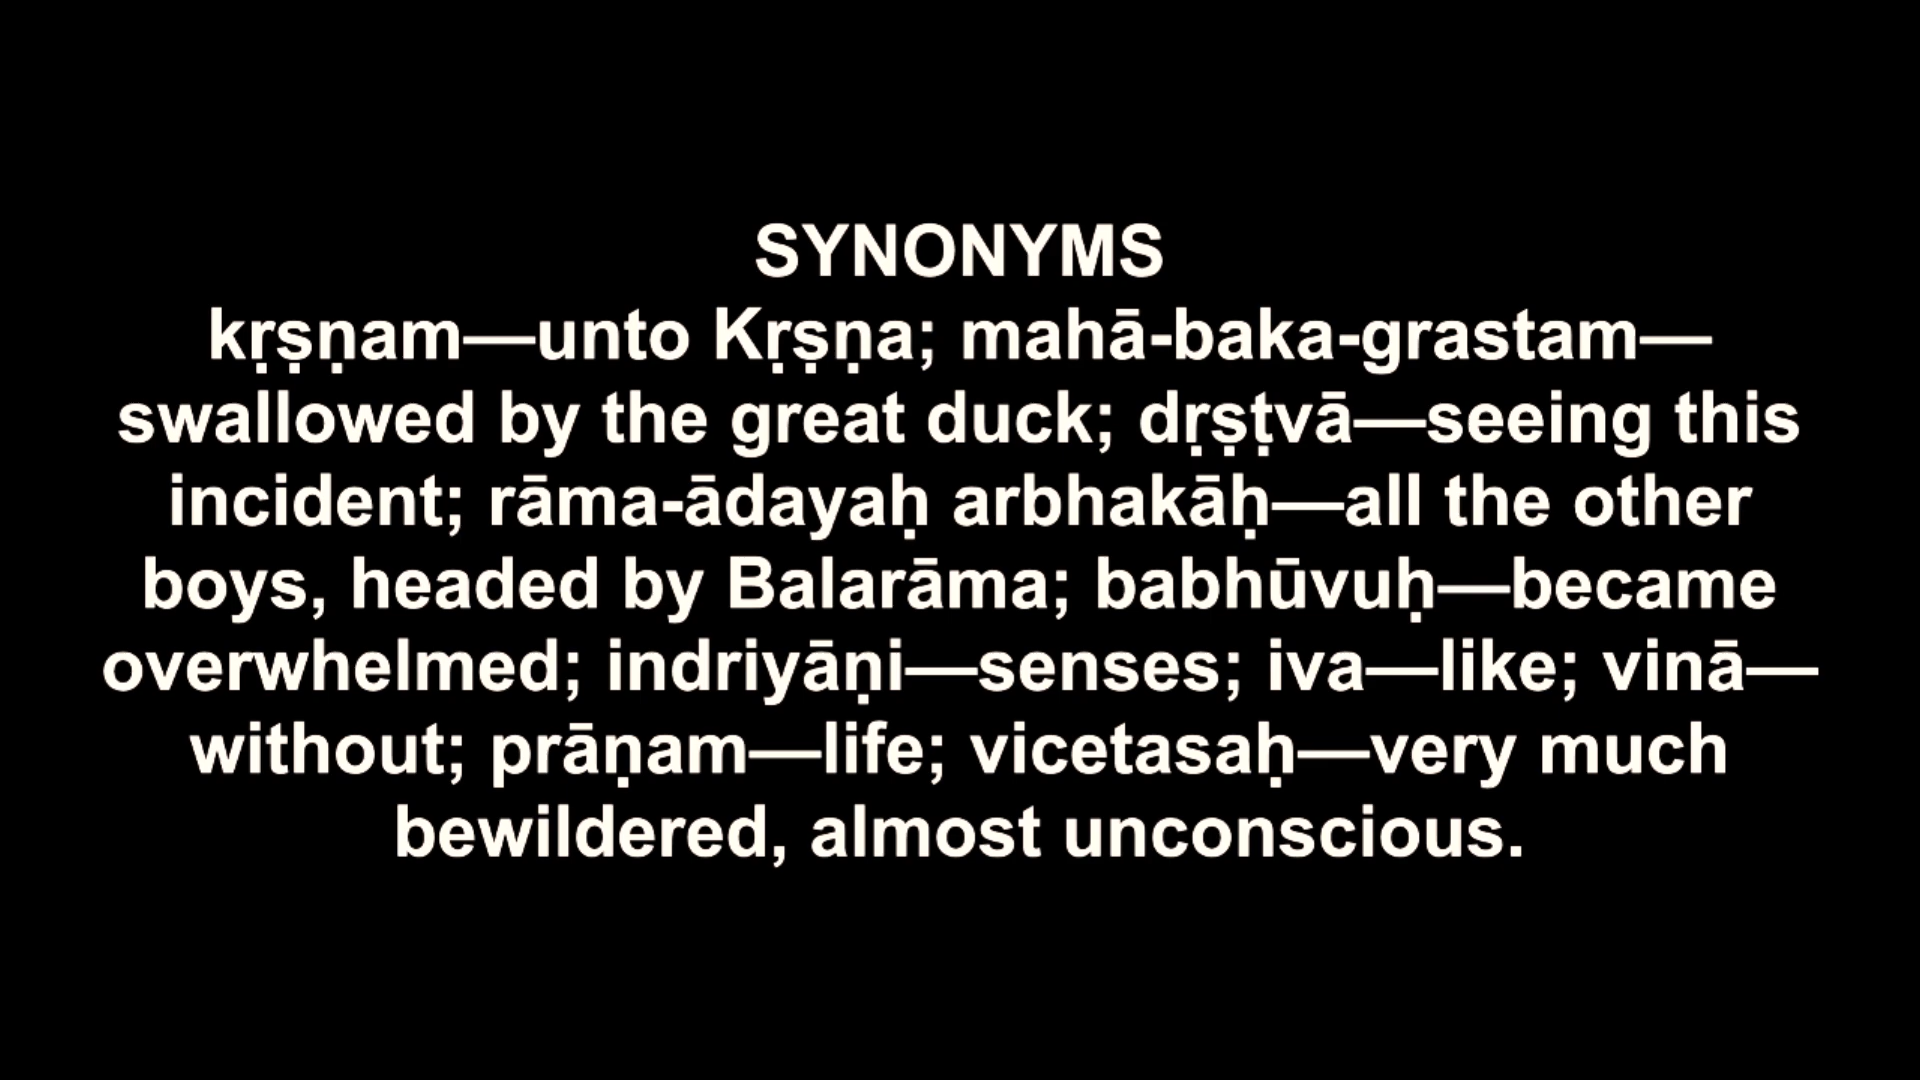 SYNONYMS
kṛṣṇam—unto Kṛṣṇa; mahā-baka-grastam—
swallowed by the great duck; dṛṣṭvā—seeing this
incident; rāma-ādayaḥ arbhakāḥ—all the other
boys, headed by Balarāma; babhūvuḥ—became
overwhelmed; indriyāṇi—senses; iva—like; vinā—
without; prāṇam—life; vicetasaḥ—very much
bewildered, almost unconscious.